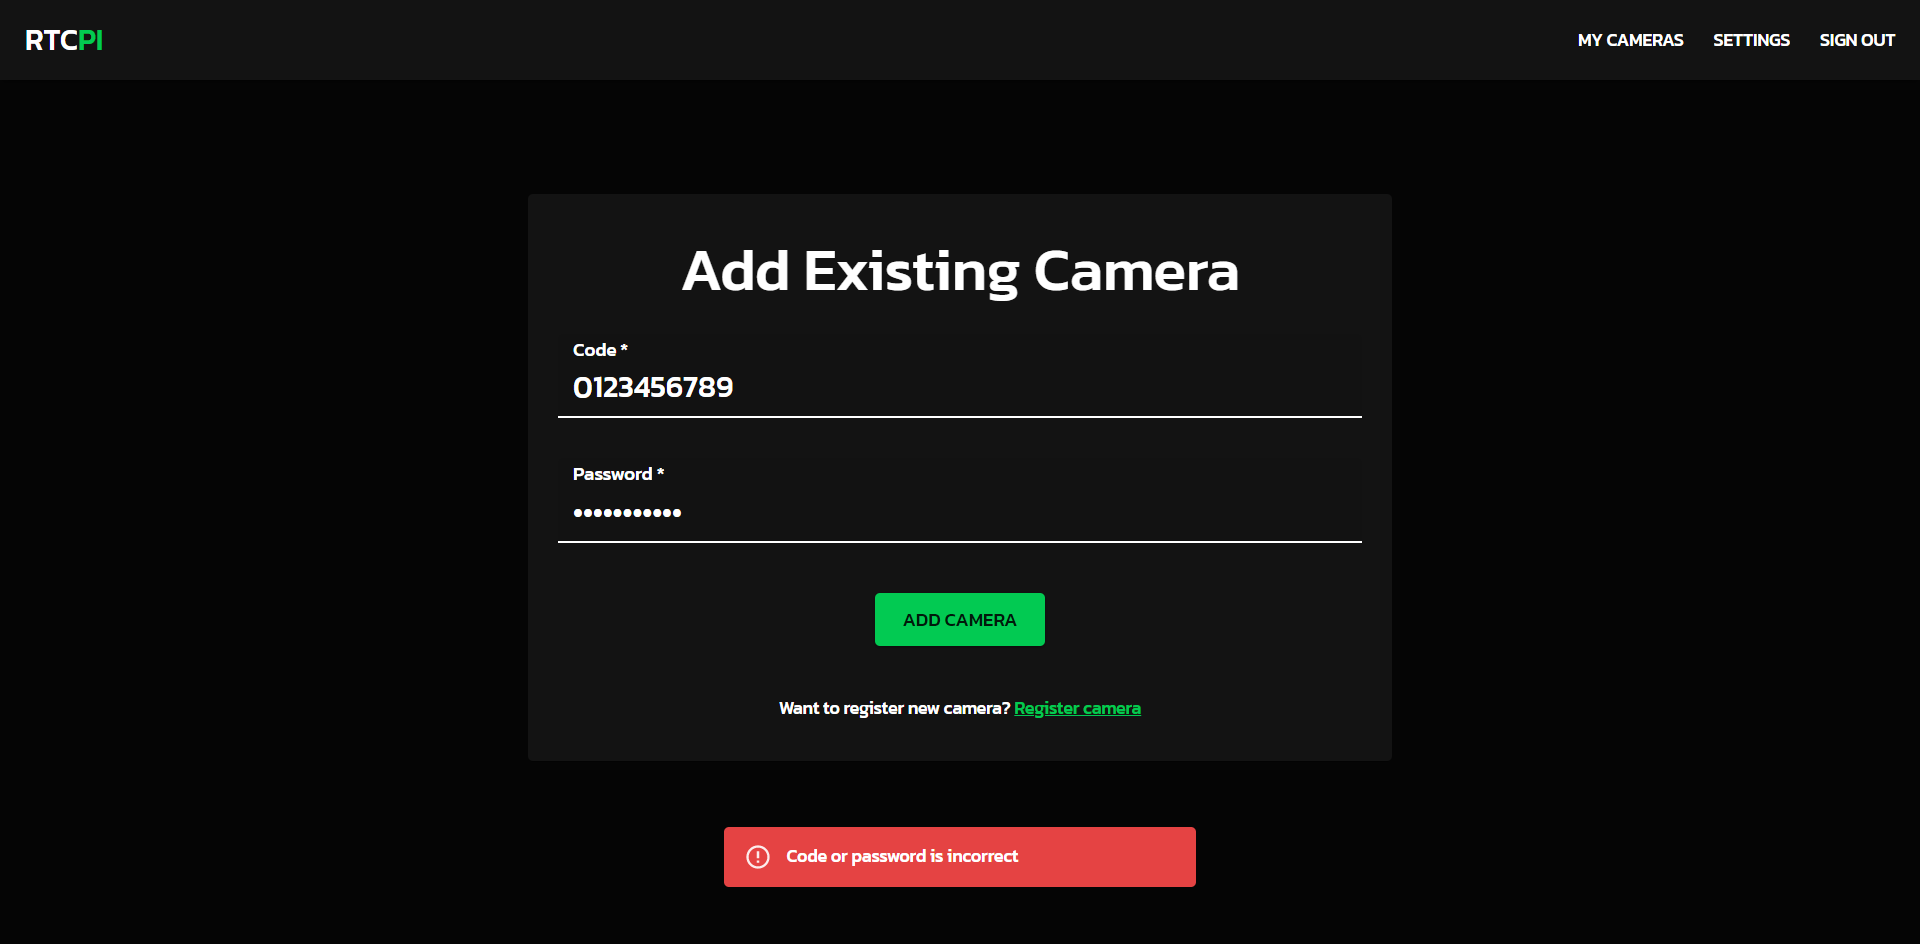 RTCPI
MY CAMERAS SETTINGS SIGN OUT
Add Existing Camera
Code *
0123456789
Password *
•••••••••••
ADD CAMERA
Want to register new camera? Register camera
Code or password is incorrect